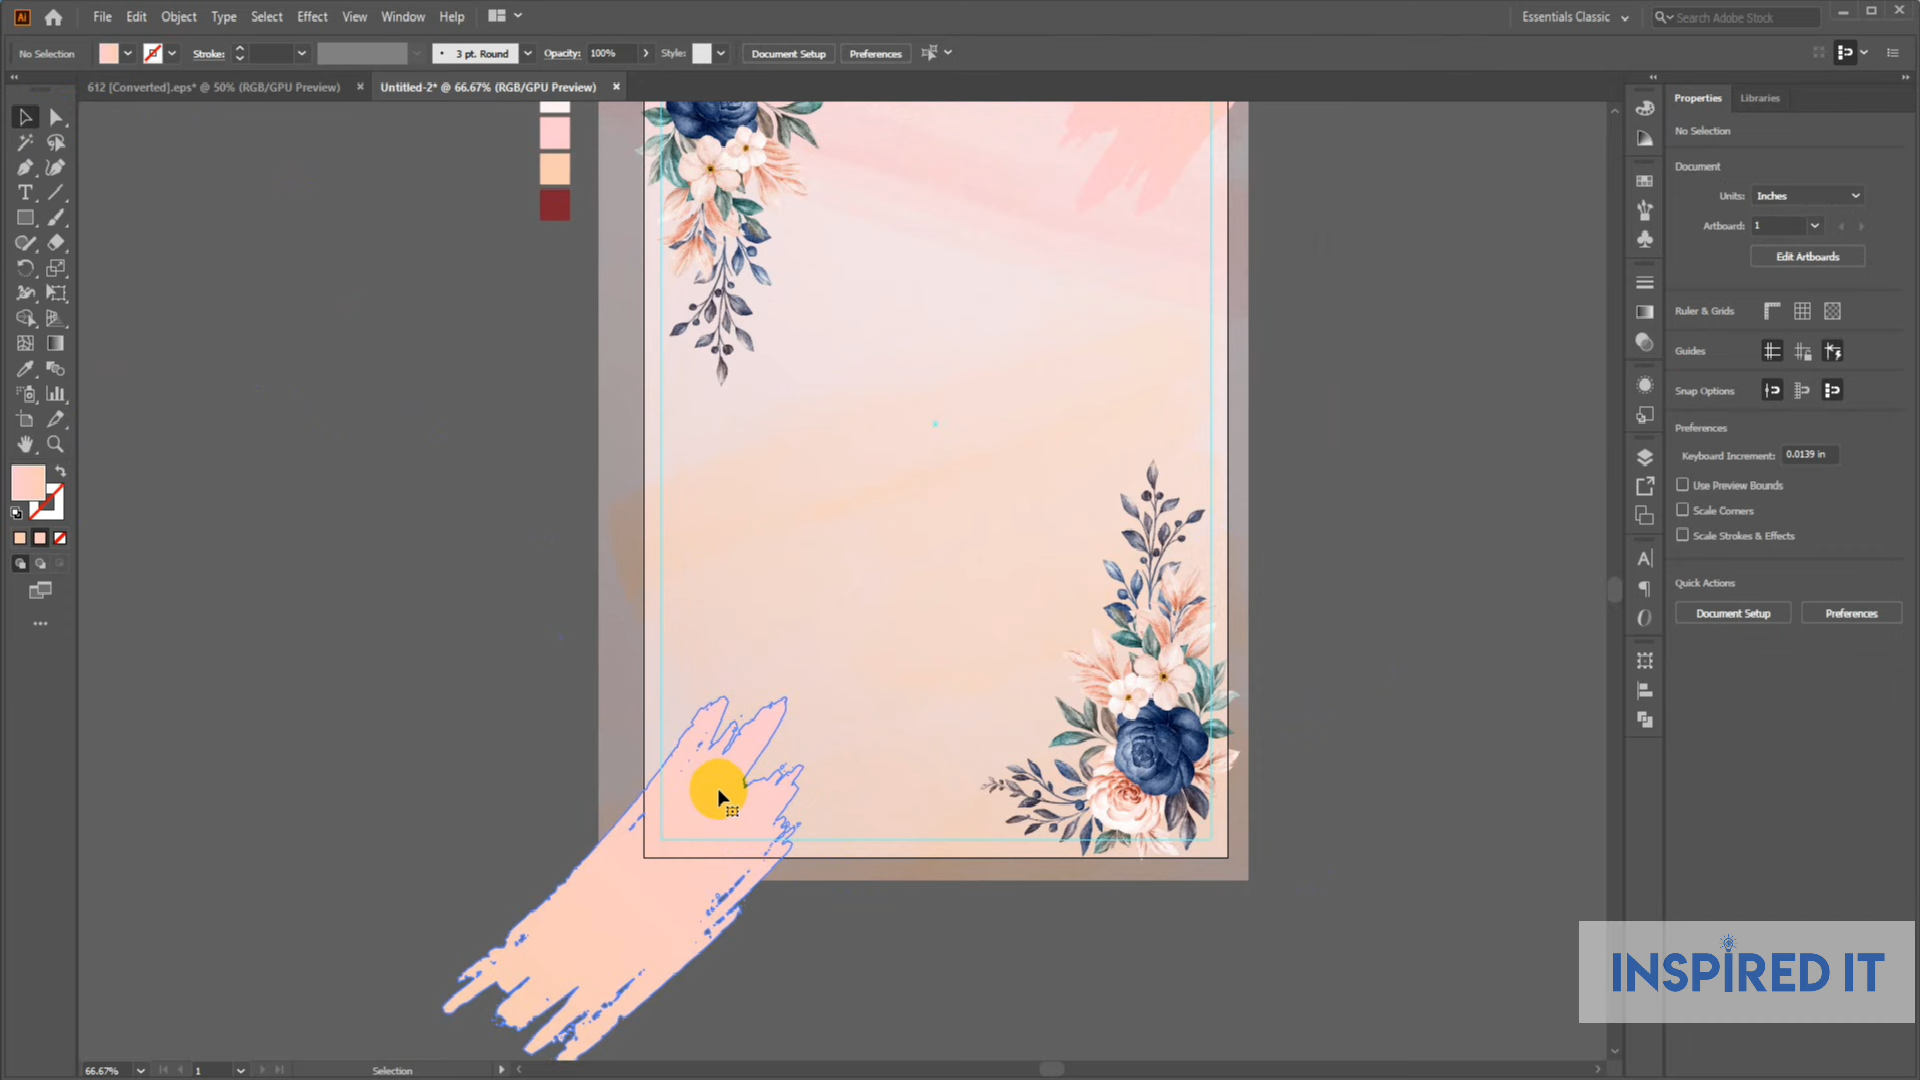 Ai File Edit Object Type Select Effect View Window Help Essentials Classic Search Adobe Stock
No Selection Stroke: 3 pt. Round Opacity: 100% Style: Document Setup Preferences
612 [Converted].eps* @ 50% (RGB/GPU Preview) Untitled-2* @ 66.67% (RGB/GPU Preview)
Properties Libraries
No Selection
Document
Units: Inches
Artboard: 1
Edit Artboards
Ruler & Grids
Guides
Snap Options
Preferences
Keyboard Increment: 0.0139 in
Use Preview Bounds
Scale Corners
Scale Strokes & Effects
Quick Actions
Document Setup Preferences
INSPIRED IT
66.67% 1 Selection